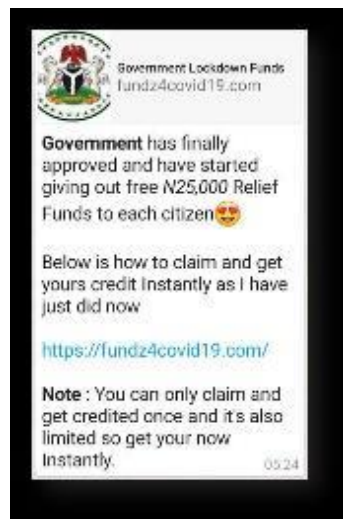 Government Lockdown Funds
fundz4covid19.com
Government has finally
approved and have started
giving out free N25,000 Relief
Funds to each citizen😍
Below is how to claim and get
yours credit Instantly as I have
just did now
https://fundz4covid19.com/
Note : You can only claim and
get credited once and it's also
limited so get your now
Instantly.
05:24